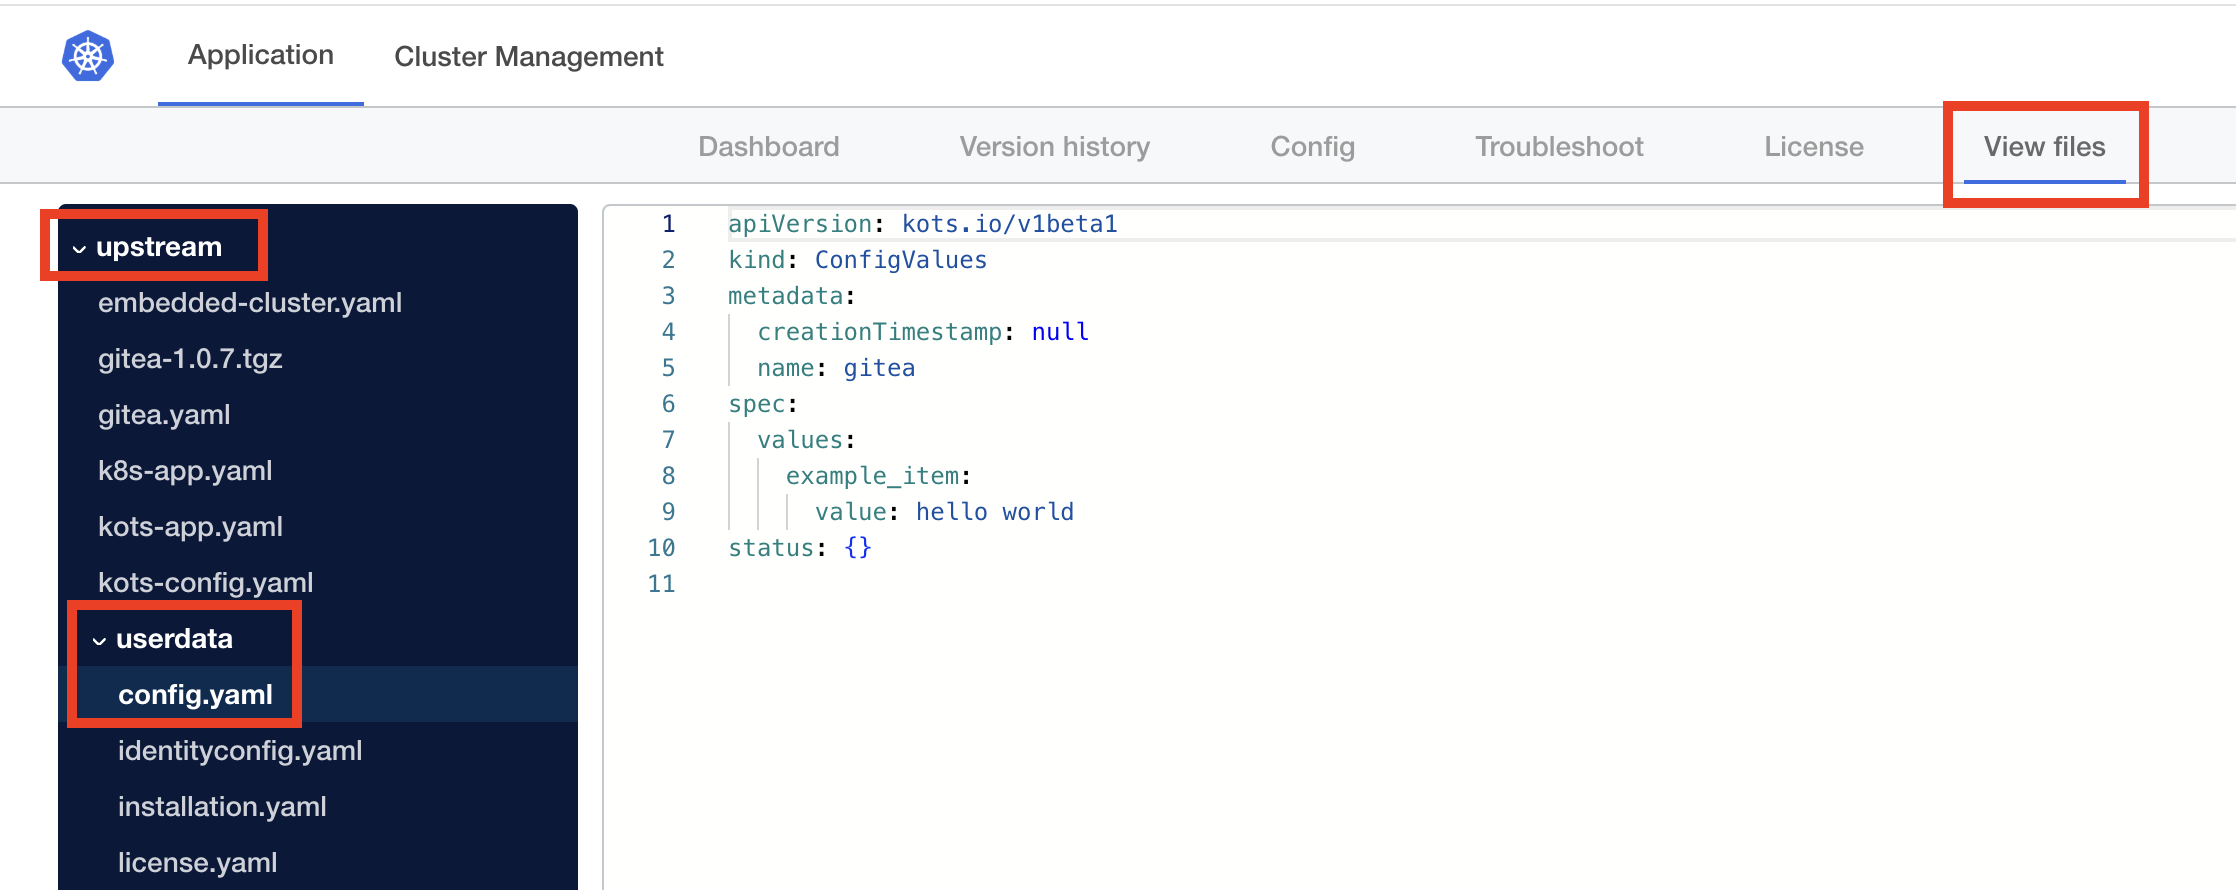 Application Cluster Management
Dashboard Version history Config Troubleshoot License View files
upstream
embedded-cluster.yaml
gitea-1.0.7.tgz
gitea.yaml
k8s-app.yaml
kots-app.yaml
kots-config.yaml
userdata
config.yaml
identityconfig.yaml
installation.yaml
license.yaml
1 apiVersion: kots.io/v1beta1
2 kind: ConfigValues
3 metadata:
4   creationTimestamp: null
5   name: gitea
6 spec:
7   values:
8     example_item:
9       value: hello world
10 status: {}
11